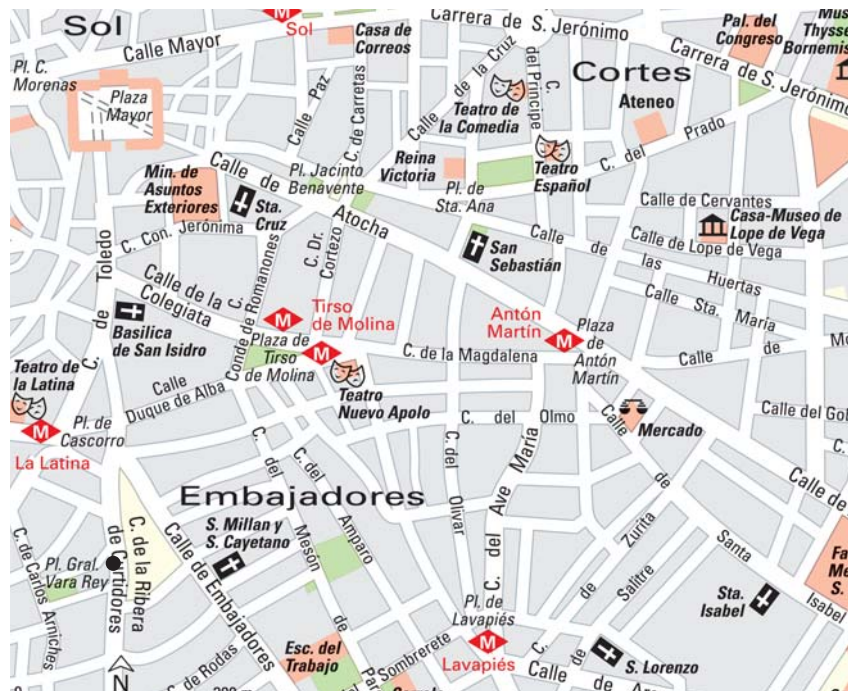 Sol
M
Sol
Calle Mayor
Casa de
Correos
Carrera de S. Jerónimo
Pal. del
Congreso
Carrera de S. Jerónimo
Pl. C.
Morenas
Plaza
Mayor
Calle Paz
C. de Carretas
Calle de la Cruz
C.
del Principe
Cortes
Teatro de
la Comedia
Ateneo
C. del Prado
Min. de
Asuntos
Exteriores
Calle de Atocha
Pl. Jacinto
Benavente
Reina
Victoria
Pl. de
Sta. Ana
Teatro
Español
Sta.
Cruz
Calle de Cervantes
Casa-Museo de
Lope de Vega
Calle de Lope de Vega
C. Con. Jerónima
C. Dr.
Cortezo
San
Sebastián
Calle de las Huertas
Calle Sta. María
C. de Toledo
Calle de la
Colegiata
C.
Conde de Romanones
Basilica
de San Isidro
M
Tirso
de Molina
M
Plaza de
Tirso
de Molina
Antón
Martín
M
Plaza
de
Antón
Martín
C. de la Magdalena
Calle de
Teatro de
la Latina
Calle
Duque de Alba
Teatro
Nuevo Apolo
C. del Olmo
Mercado
M
La Latina
Pl. de
Cascorro
Embajadores
C. del Mesón de
C. del Amparo
C. del Olivar
C. del Ave María
Calle de Santa Isabel
Calle de
S. Millan y
S. Cayetano
C. de Carlos Arniches
Pl. Gral.
Vara Rey
de Curtidores
C. de la Ribera
Calle de Embajadores
de Zurita
C. de Salitre
Sta.
Isabel
Pl. de
Lavapiés
M
Lavapiés
Esc. del
Trabajo
Sombrerete
S. Lorenzo
Calle de
C. de Rodas
N